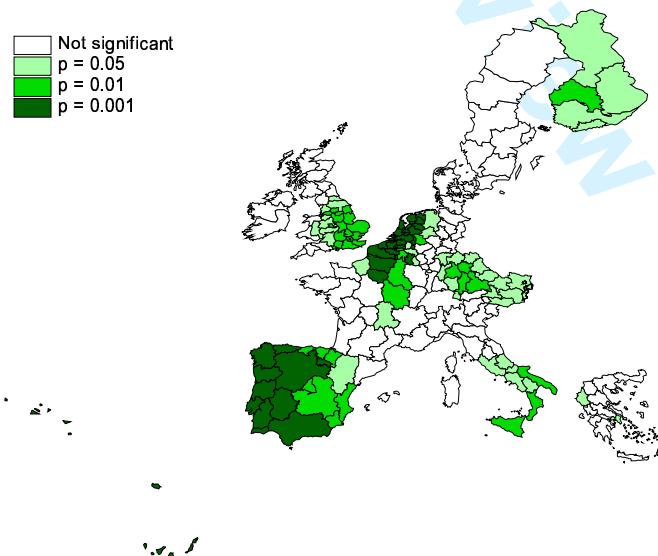 Not significant
p = 0.05
p = 0.01
p = 0.001